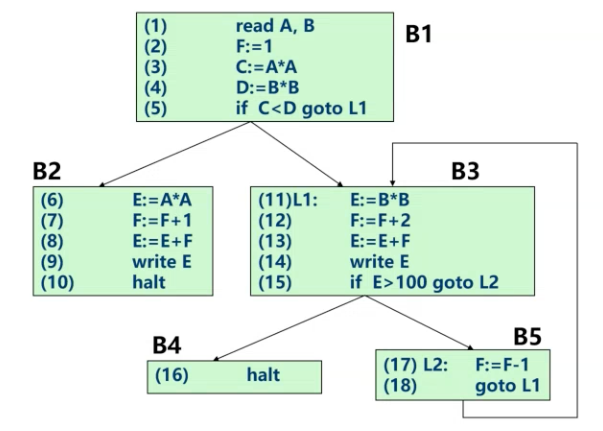 B1
(1) read A, B
(2) F:=1
(3) C:=A*A
(4) D:=B*B
(5) if C<D goto L1
B2
(6) E:=A*A
(7) F:=F+1
(8) E:=E+F
(9) write E
(10) halt
B3
(11)L1: E:=B*B
(12) F:=F+2
(13) E:=E+F
(14) write E
(15) if E>100 goto L2
B4
(16) halt
B5
(17) L2: F:=F-1
(18) goto L1